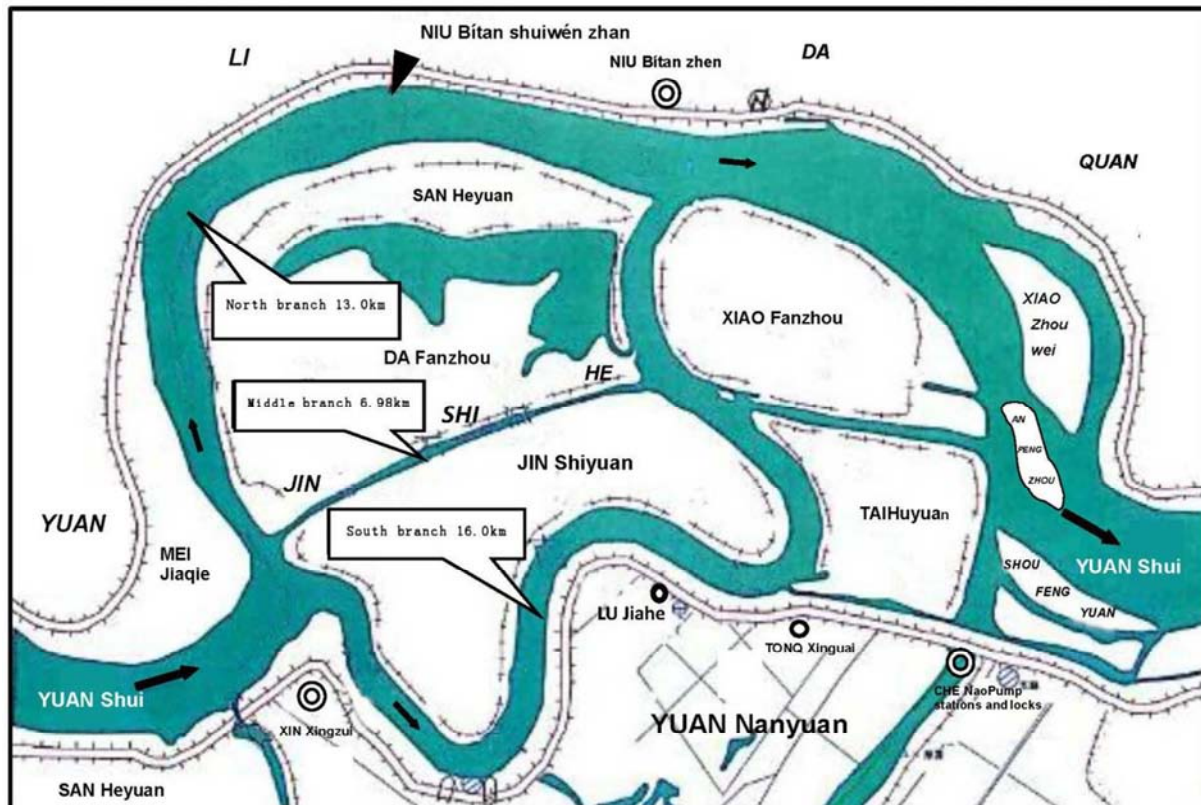 NIU Bítan shuiwén zhan
LI
NIU Bítan zhen
DA
QUAN
SAN Heyuan
North branch 13.0km
XIAO Fanzhou
XIAO
Zhou
wei
DA Fanzhou
HE
Middle branch 6.98km
SHI
JIN
JIN Shiyuan
AN
PENG
ZHOU
YUAN
MEI
Jiaqie
South branch 16.0km
TAIHuyuan
YUAN Shui
SHOU
FENG
YUAN
LU Jiahe
TONQ Xinguai
YUAN Shui
XIN Xingzui
CHE NaoPump
stations and locks
YUAN Nanyuan
SAN Heyuan